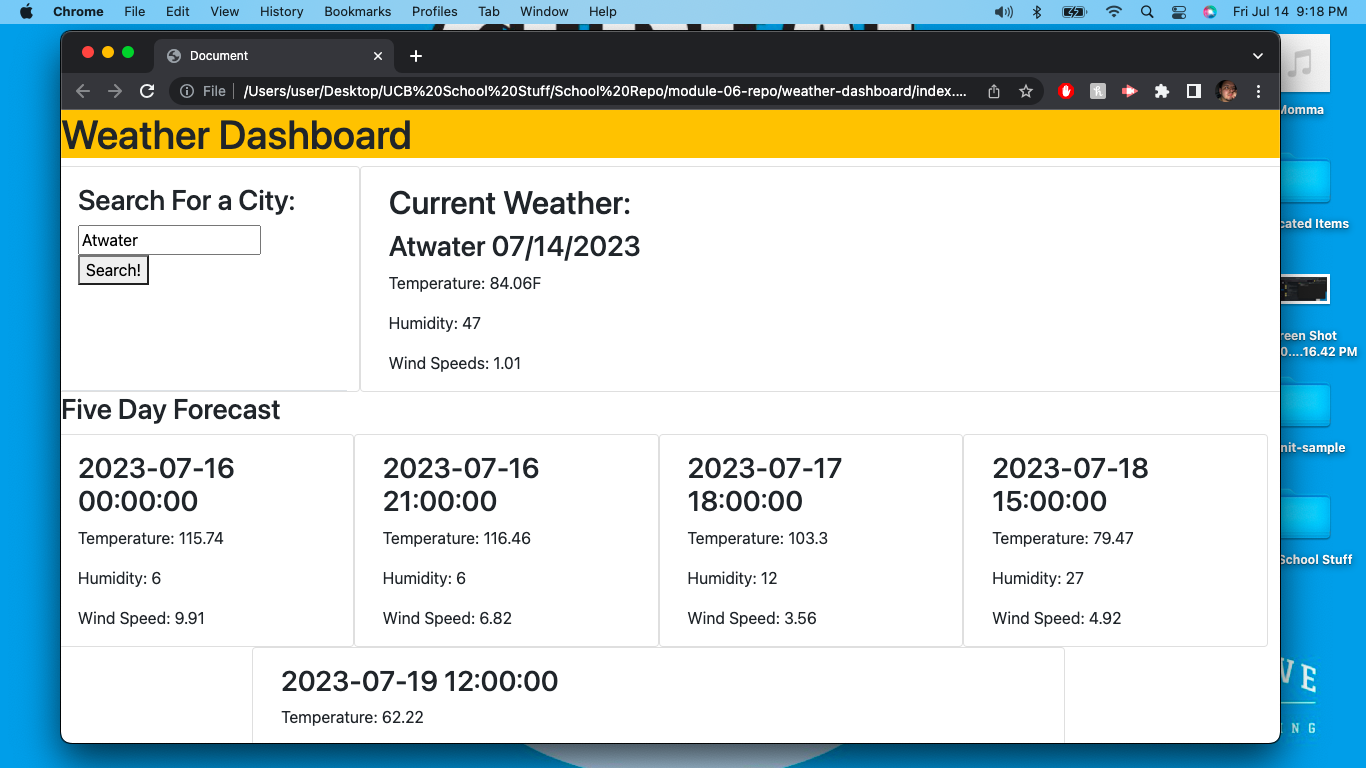 Chrome File Edit View History Bookmarks Profiles Tab Window Help Fri Jul 14 9:18 PM
Document
File /Users/user/Desktop/UCB%20School%20Stuff/School%20Repo/module-06-repo/weather-dashboard/index....
Weather Dashboard
Search For a City:
Atwater
Search!
Current Weather:
Atwater 07/14/2023
Temperature: 84.06F
Humidity: 47
Wind Speeds: 1.01
Five Day Forecast
2023-07-16
00:00:00
Temperature: 115.74
Humidity: 6
Wind Speed: 9.91
2023-07-16
21:00:00
Temperature: 116.46
Humidity: 6
Wind Speed: 6.82
2023-07-17
18:00:00
Temperature: 103.3
Humidity: 12
Wind Speed: 3.56
2023-07-18
15:00:00
Temperature: 79.47
Humidity: 27
Wind Speed: 4.92
2023-07-19 12:00:00
Temperature: 62.22
Momma
cated Items
reen Shot
0....16.42 PM
nit-sample
School Stuff
VE
ING